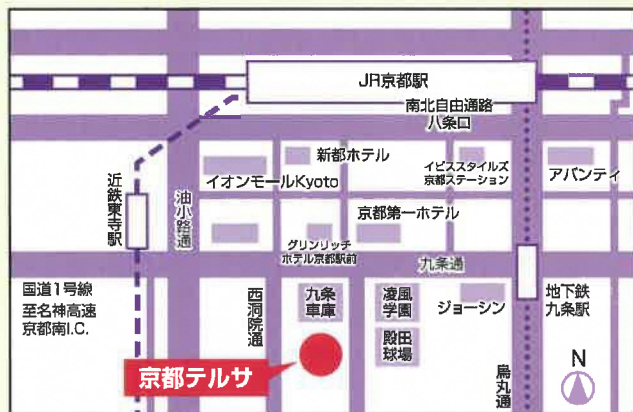 JR京都駅
南北自由通路
八条口
新都ホテル
イビススタイルズ
京都ステーション
アバンティ
イオンモールKyoto
近鉄東寺駅
油小路通
京都第一ホテル
グリンリッチ
ホテル京都駅前
九条通
国道1号線
至名神高速
京都南I.C.
西洞院通
九条
車庫
凌風
学園
ジョーシン
地下鉄
九条駅
殿田
球場
京都テルサ
烏丸通
N